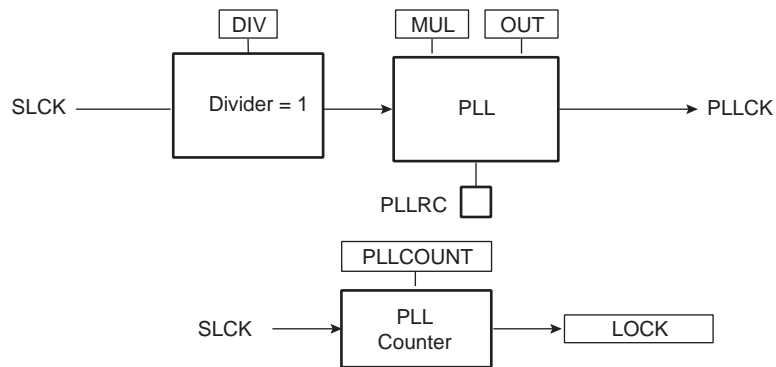 DIV
MUL
OUT
SLCK
Divider = 1
PLL
PLLCK
PLLRC
PLLCOUNT
SLCK
PLL
Counter
LOCK